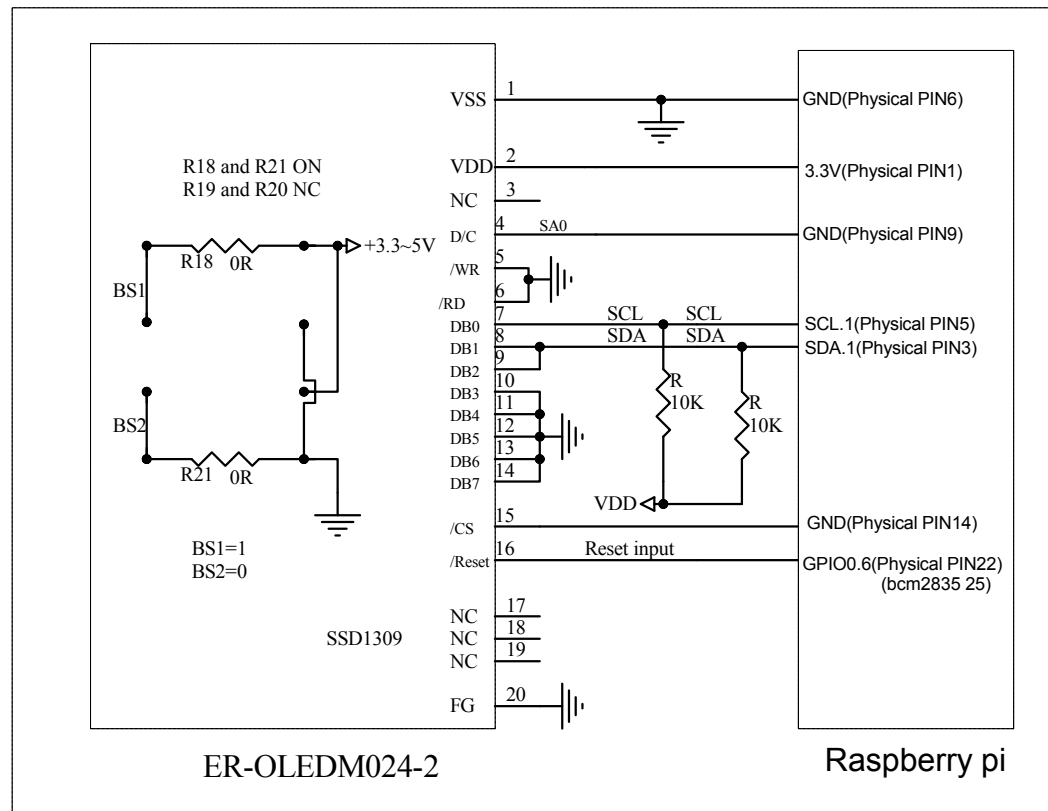 VSS 1 GND(Physical PIN6)
R18 and R21 ON
R19 and R20 NC
VDD 2 3.3V(Physical PIN1)
NC 3
D/C 4 SA0 GND(Physical PIN9)
R18 0R +3.3~5V
/WR 5
BS1
/RD 6
DB0 7 SCL SCL SCL.1(Physical PIN5)
DB1 8 SDA SDA SDA.1(Physical PIN3)
DB2 9
DB3 10 R 10K
R 10K
DB4 11
BS2
DB5 12
DB6 13
DB7 14
R21 0R
VDD
/CS 15 GND(Physical PIN14)
BS1=1
BS2=0
/Reset 16 Reset input GPIO0.6(Physical PIN22)
(bcm2835 25)
NC 17
NC 18
SSD1309
NC 19
FG 20
ER-OLEDM024-2
Raspberry pi